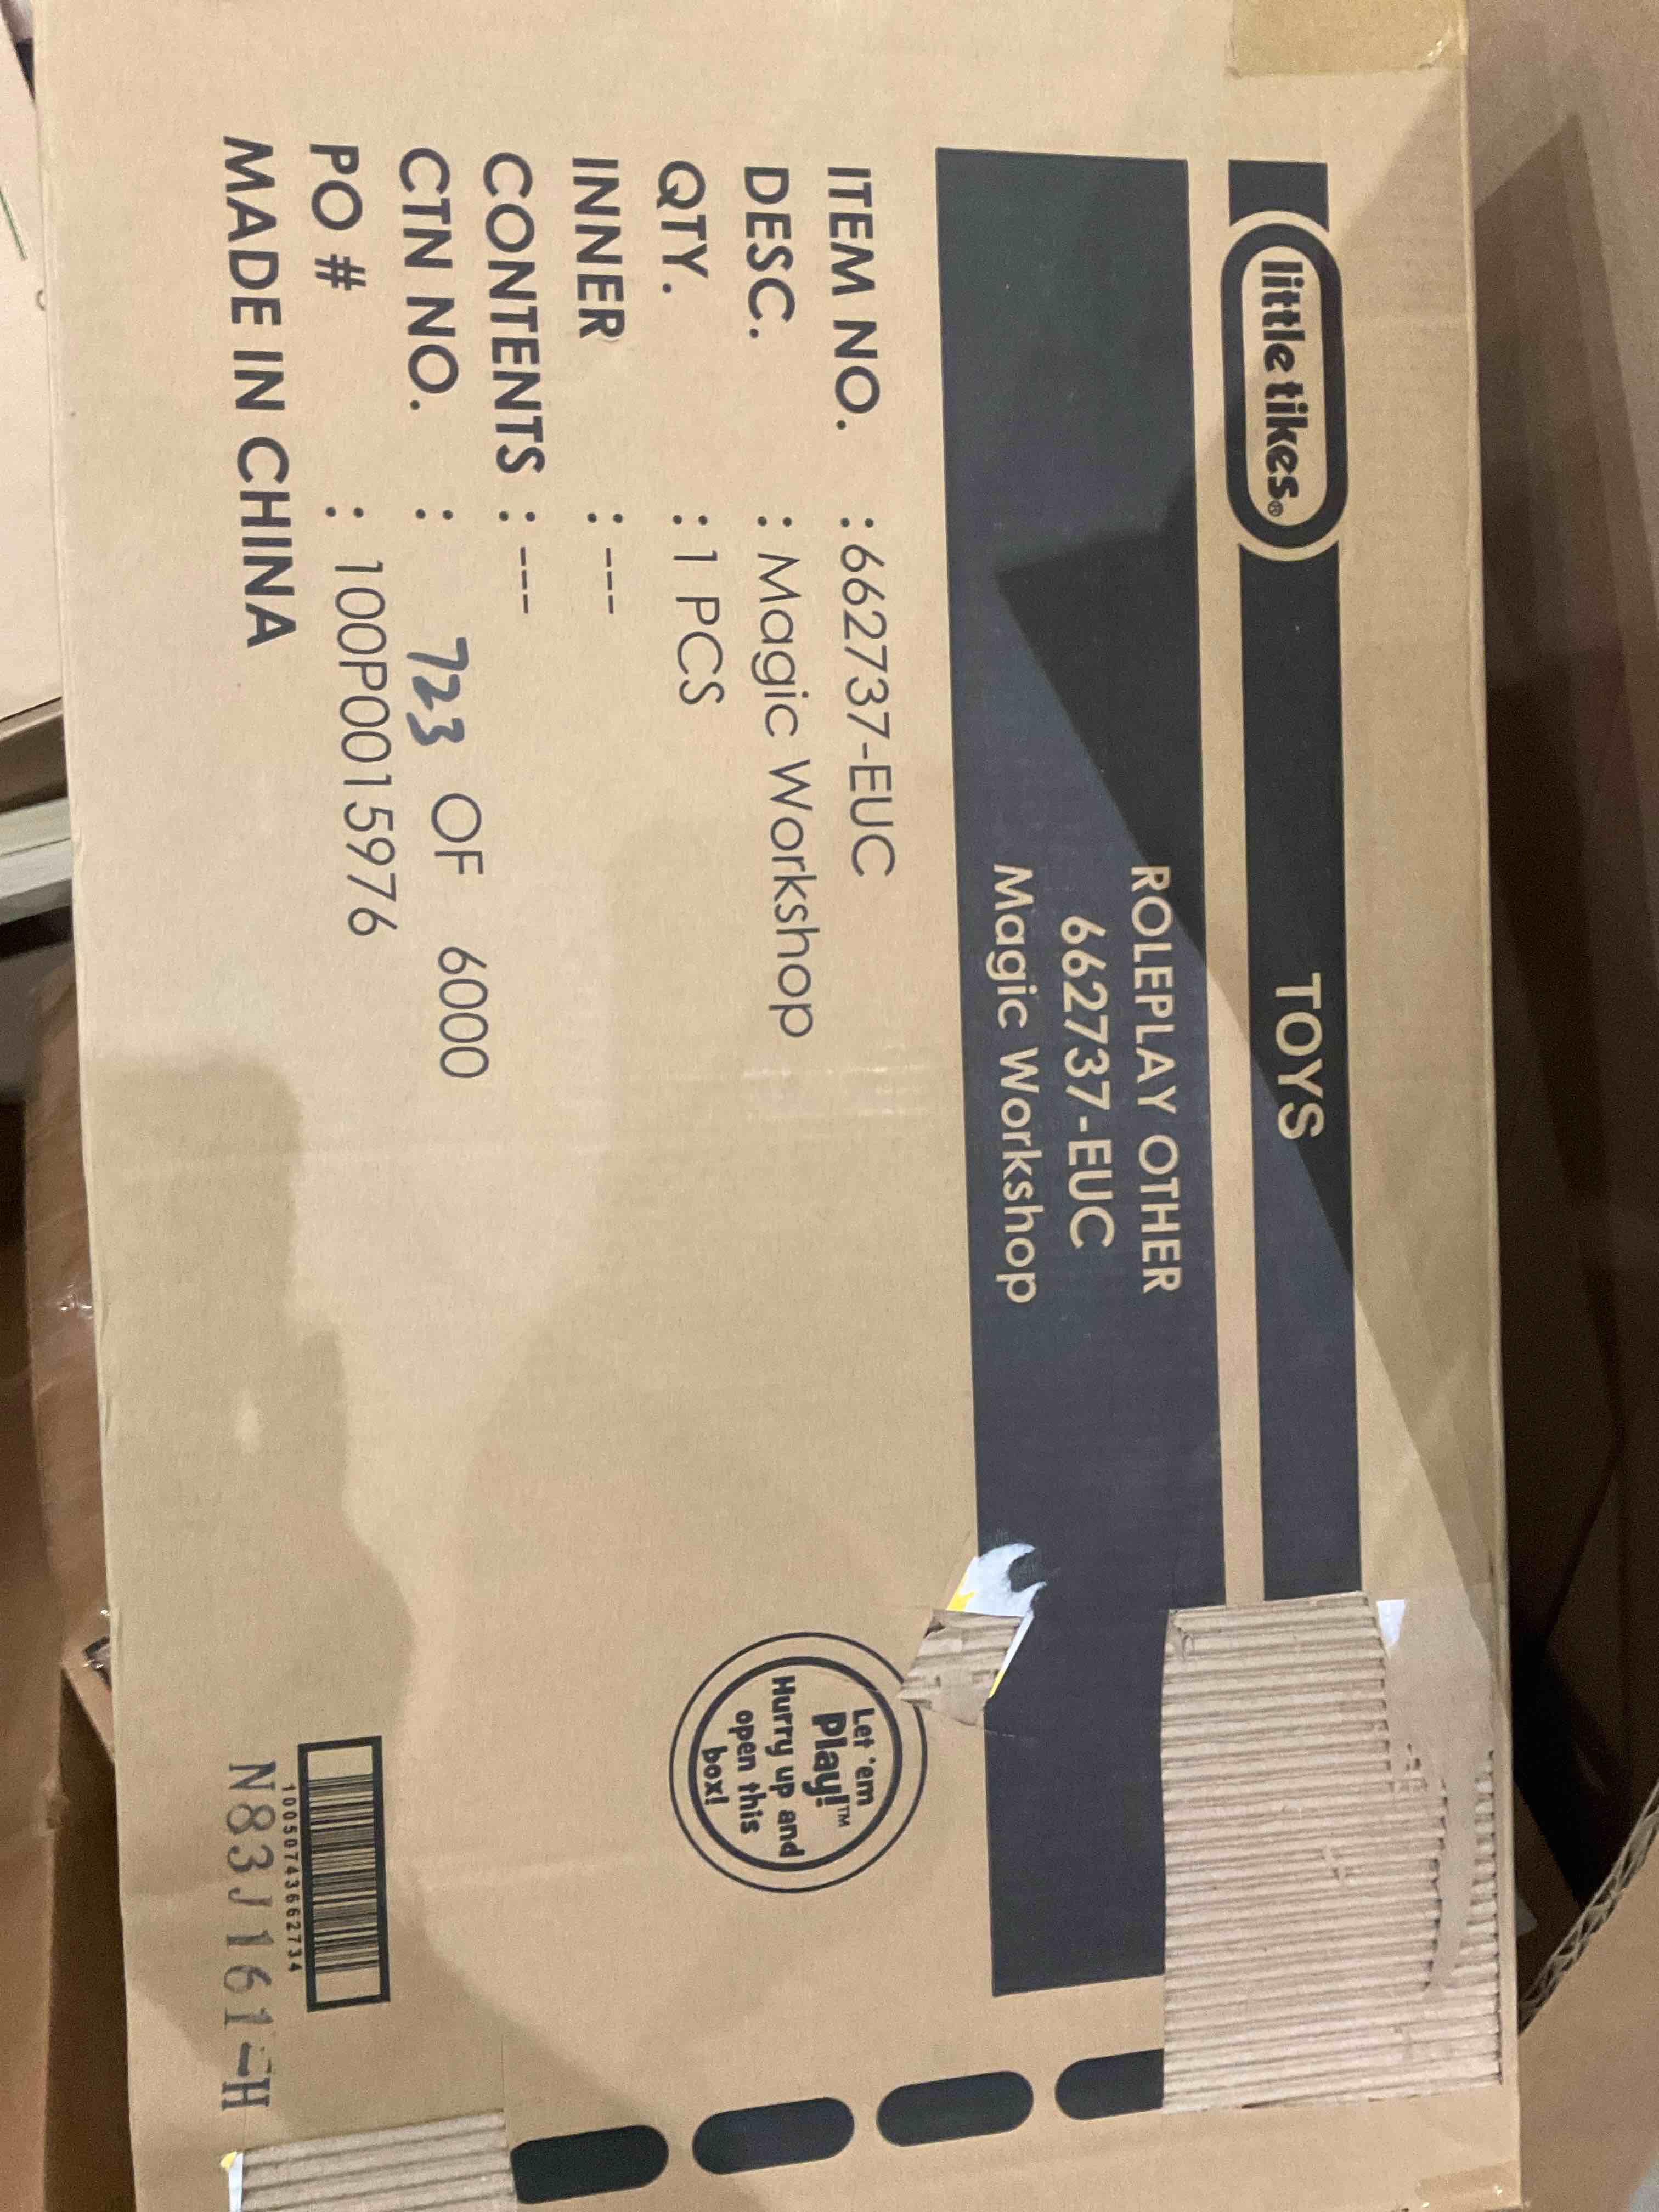 little tikes® TOYS
ROLEPLAY OTHER
662737-EUC
Magic Workshop
ITEM NO. : 662737-EUC
DESC. : Magic Workshop
QTY. : 1 PCS
INNER : ---
CONTENTS : ---
CTN NO. : 723 OF 6000
PO # : 100P0015976
MADE IN CHINA
Let 'em
Play!™
Hurry up and
open this
box!
10050743662734
N83J161-H